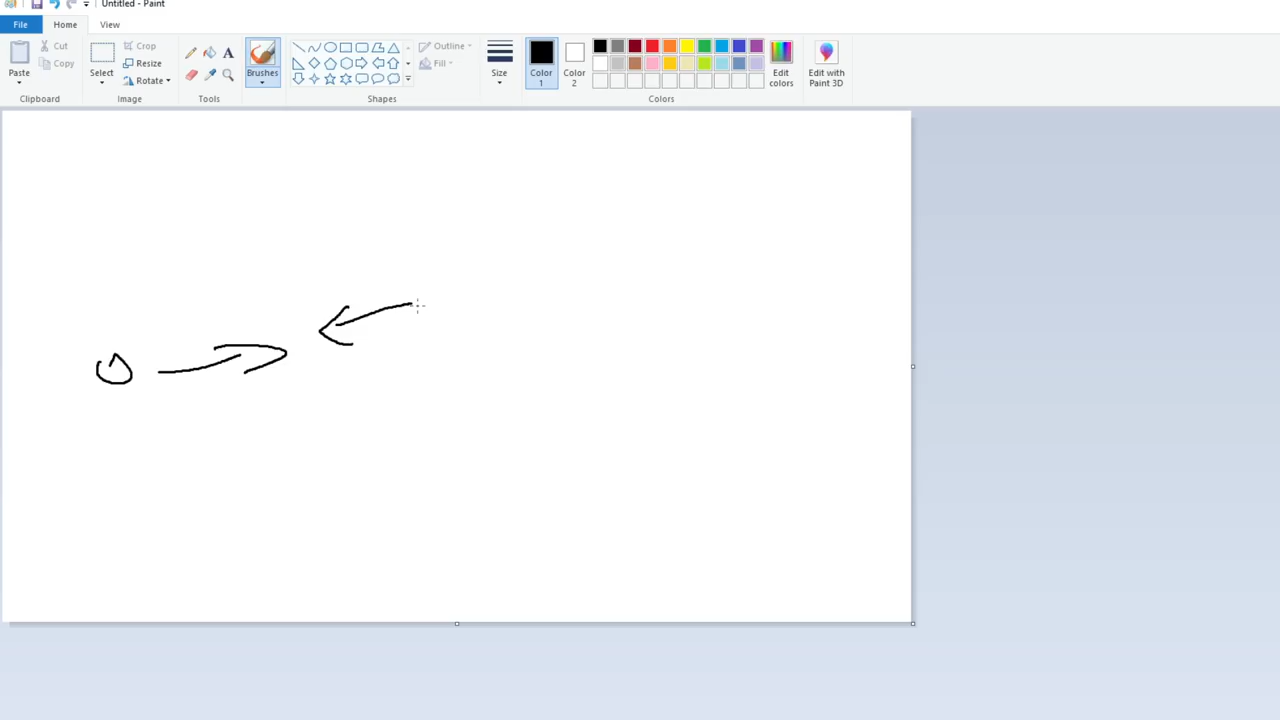 Untitled - Paint
File Home View
Cut Crop Outline Edit Edit with
Paste Copy Select Resize Brushes Fill Size Color Color colors Paint 3D
Rotate A 1 2
Clipboard Image Tools Shapes Colors